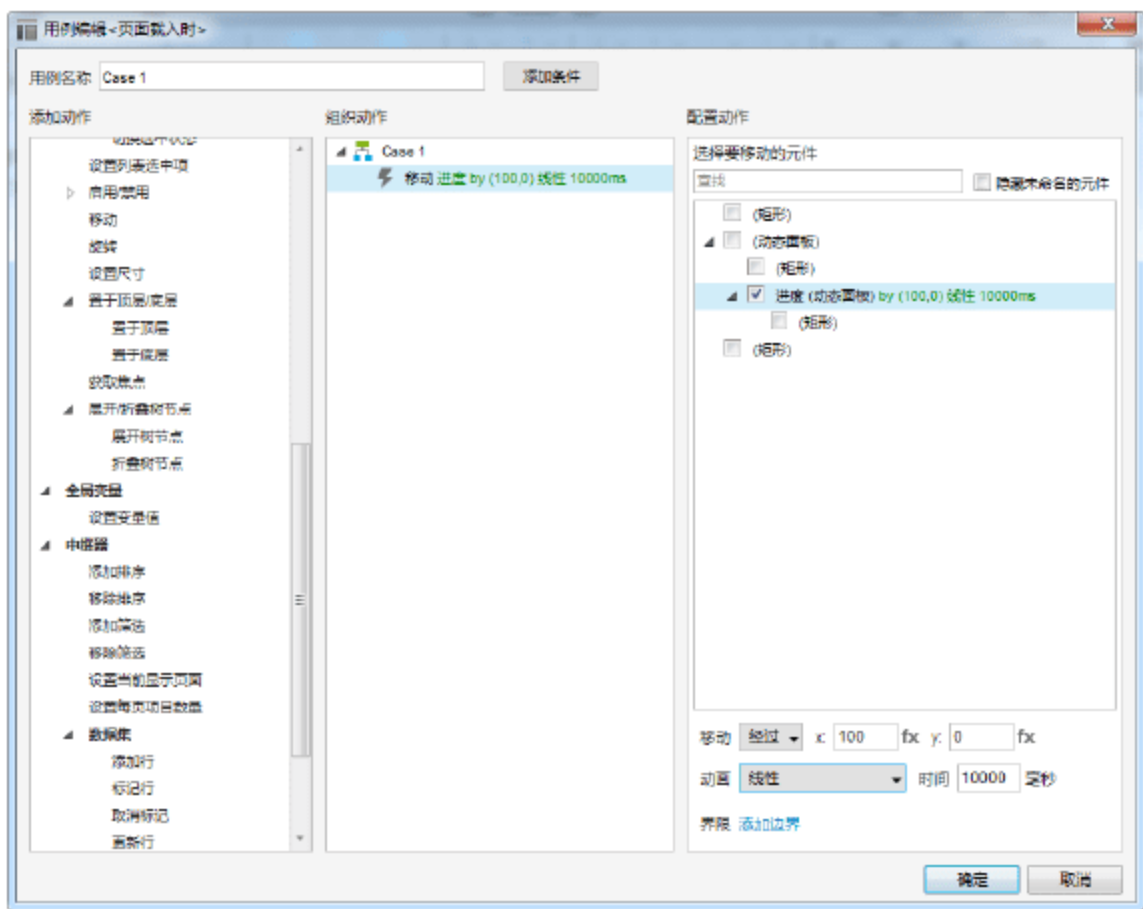 用例编辑<页面载入时>
用例名称 Case 1 添加条件
添加动作
切换选中状态
设置列表选中项
启用/禁用
移动
旋转
设置尺寸
置于顶层/底层
置于顶层
置于底层
获取焦点
展开/折叠树节点
展开树节点
折叠树节点
全局变量
设置变量值
中继器
添加排序
移除排序
添加筛选
移除筛选
设置当前显示页面
设置每页项目数量
数据集
添加行
标记行
取消标记
更新行
组织动作
Case 1
移动 进度 by (100,0) 线性 10000ms
配置动作
选择要移动的元件
查找 隐藏未命名的元件
(矩形)
(动态面板)
(矩形)
进度 (动态面板) by (100,0) 线性 10000ms
(矩形)
(矩形)
移动 经过 x: 100 fx y: 0 fx
动画 线性 时间 10000 毫秒
界限 添加边界
确定 取消